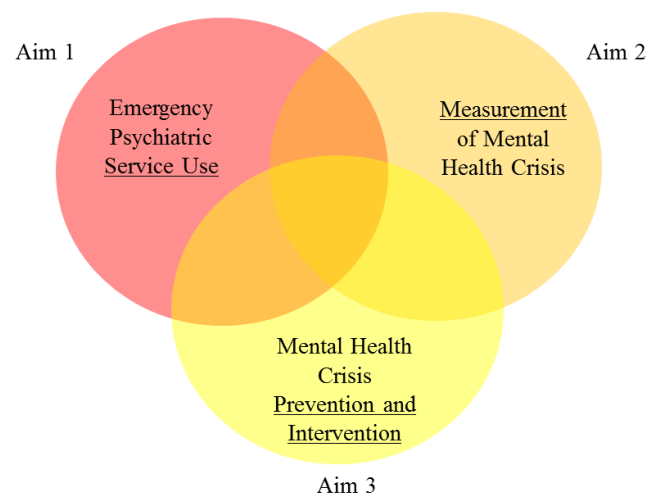 Aim 1
Aim 2
Emergency
Psychiatric
Service Use
Measurement
of Mental
Health Crisis
Mental Health
Crisis
Prevention and
Intervention
Aim 3